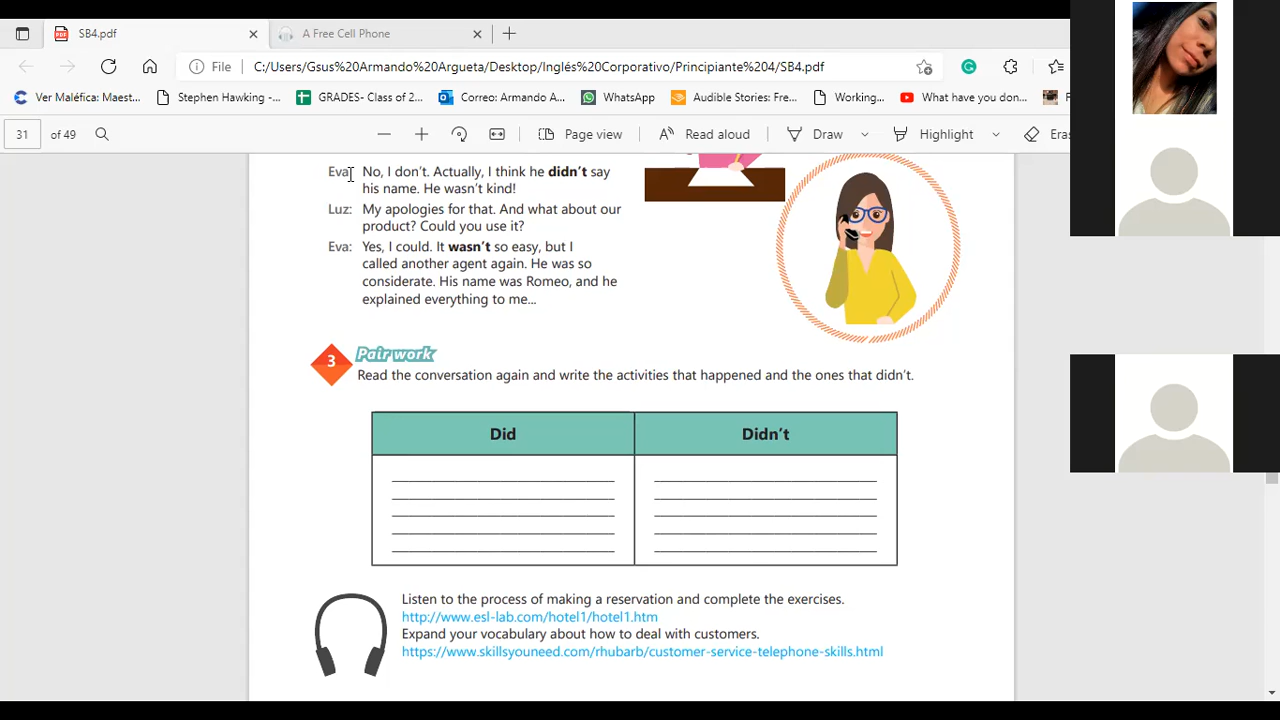 SB4.pdf
A Free Cell Phone
File
C:/Users/Gsus%20Armando%20Argueta/Desktop/Inglés%20Corporativo/Principiante%204/SB4.pdf
Ver Maléfica: Maest...
Stephen Hawking -...
GRADES- Class of 2...
Correo: Armando A...
WhatsApp
Audible Stories: Fre...
Working...
What have you don...
31
of 49
Page view
Read aloud
Draw
Highlight
Eras
Eva: No, I don't. Actually, I think he didn't say
his name. He wasn't kind!
Luz: My apologies for that. And what about our
product? Could you use it?
Eva: Yes, I could. It wasn't so easy, but I
called another agent again. He was so
considerate. His name was Romeo, and he
explained everything to me...
3
Pair work
Read the conversation again and write the activities that happened and the ones that didn't.
Did
Didn't
Listen to the process of making a reservation and complete the exercises.
http://www.esl-lab.com/hotel1/hotel1.htm
Expand your vocabulary about how to deal with customers.
https://www.skillsyouneed.com/rhubarb/customer-service-telephone-skills.html